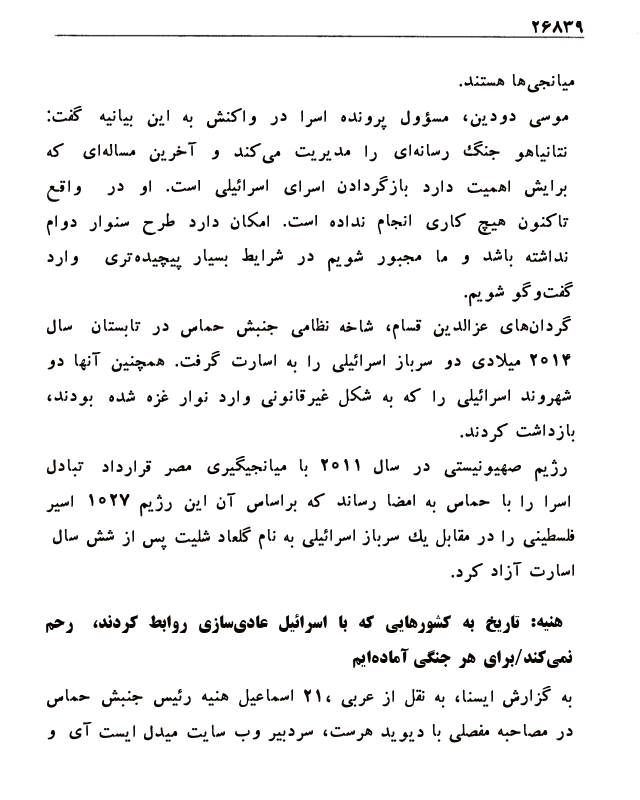 ۲۶۸۳۹
میانجی‌ها هستند.
موسی دودین، مسؤول پرونده اسرا در واکنش به این بیانیه گفت:
نتانیاهو جنگ رسانه‌ای را مدیریت می‌کند و آخرین مساله‌ای که
برایش اهمیت دارد بازگردادن اسرای اسرائیلی است. او در واقع
تاکنون هیچ کاری انجام نداده است. امکان دارد طرح سنوار دوام
نداشته باشد و ما مجبور شویم در شرایط بسیار پیچیده‌تری وارد
گفت‌وگو شویم.
گردان‌های عزالدین قسام، شاخه نظامی جنبش حماس در تابستان سال
۲۰۱۴ میلادی دو سرباز اسرائیلی را به اسارت گرفت. همچنین آنها دو
شهروند اسرائیلی را که به شکل غیرقانونی وارد نوار غزه شده بودند،
بازداشت کردند.
رژیم صهیونیستی در سال ۲۰۱۱ با میانجیگیری مصر قرارداد تبادل
اسرا را با حماس به امضا رساند که براساس آن این رژیم ۱۰۲۷ اسیر
فلسطینی را در مقابل یك سرباز اسرائیلی به نام گلعاد شلیت پس از شش سال
اسارت آزاد کرد.
هنیه: تاریخ به کشورهایی که با اسرائیل عادی‌سازی روابط کردند، رحم
نمی‌کند/برای هر جنگی آماده‌ایم
به گزارش ایسنا، به نقل از عربی ،۲۱ اسماعیل هنیه رئیس جنبش حماس
در مصاحبه مفصلی با دیوید هرست، سردبیر وب سایت میدل ایست آی و